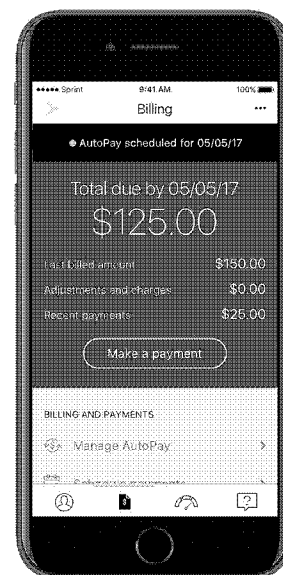 Sprint 9:41 AM 100%
Billing
AutoPay scheduled for 05/05/17
Total due by 05/05/17
$125.00
Last billed amount $150.00
Adjustments and charges $0.00
Recent payments $25.00
Make a payment
BILLING AND PAYMENTS
Manage AutoPay
Schedule payments